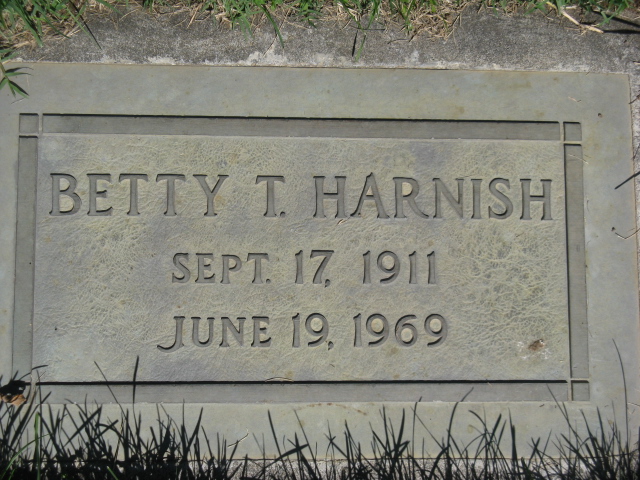 BETTY T. HARNISH
SEPT. 17, 1911
JUNE 19, 1969